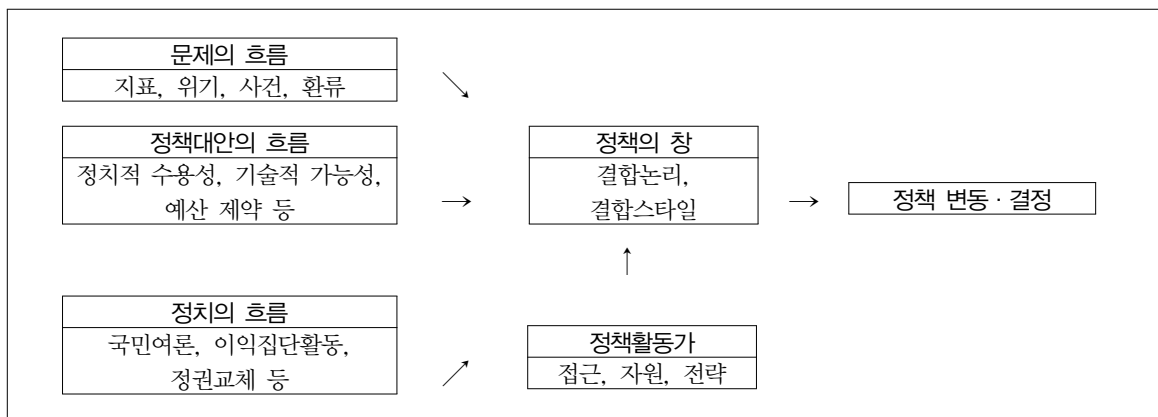 문제의 흐름
지표, 위기, 사건, 환류
정책대안의 흐름
정치적 수용성, 기술적 가능성,
예산 제약 등
정치의 흐름
국민여론, 이익집단활동,
정권교체 등
정책의 창
결합논리,
결합스타일
정책활동가
접근, 자원, 전략
정책 변동 · 결정